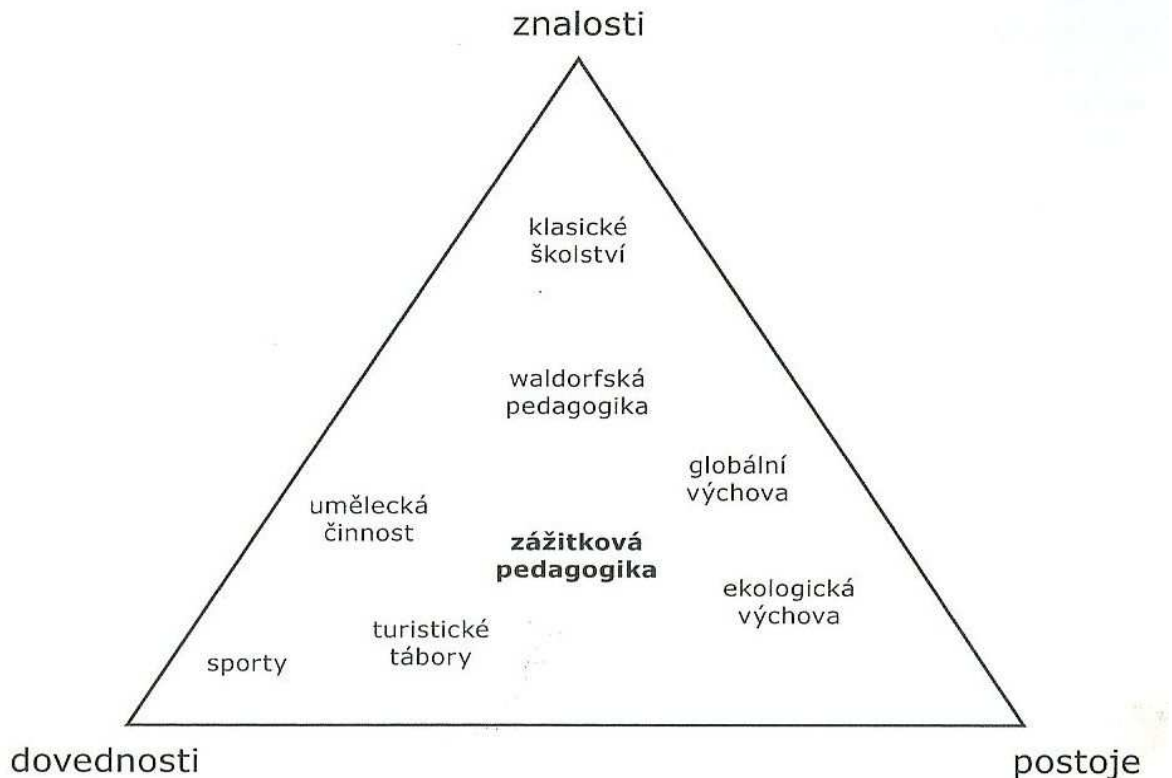 znalosti
klasické
školství
waldorfská
pedagogika
globální
výchova
umělecká
činnost
zážitková
pedagogika
ekologická
výchova
turistické
tábory
sporty
dovednosti
postoje